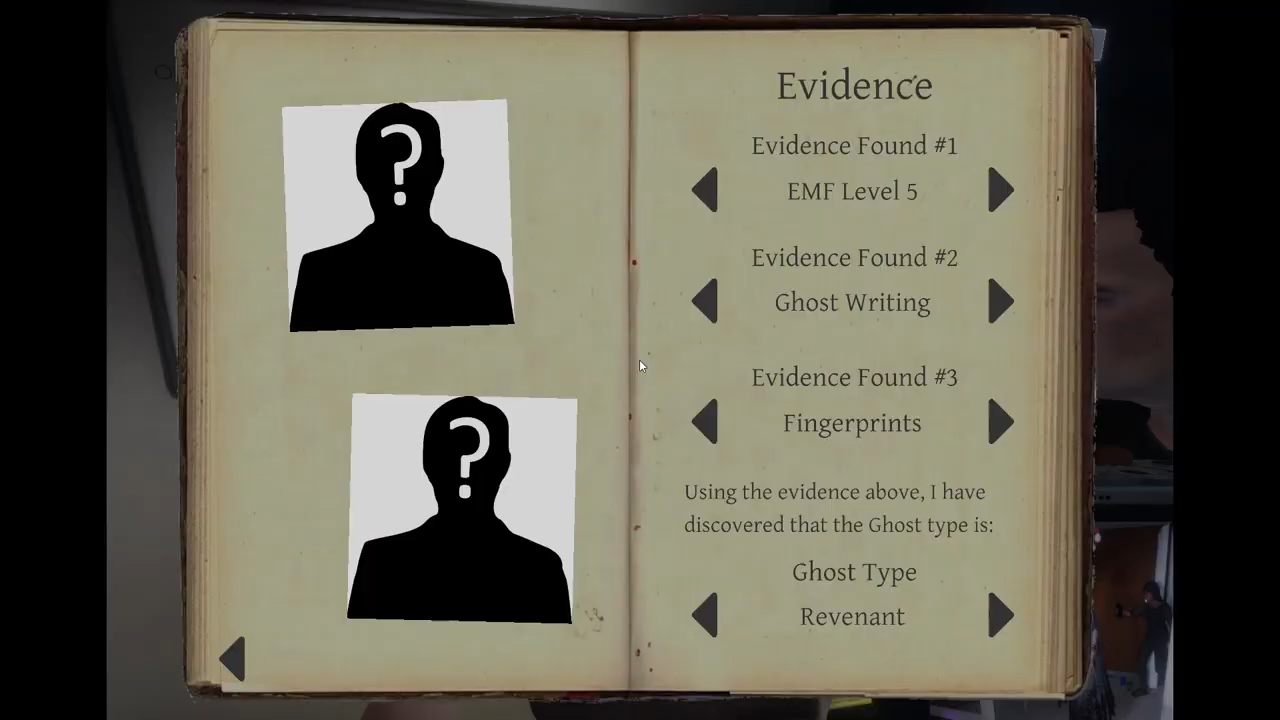 ?
?
Evidence
Evidence Found #1
EMF Level 5
Evidence Found #2
Ghost Writing
Evidence Found #3
Fingerprints
Using the evidence above, I have
discovered that the Ghost type is:
Ghost Type
Revenant